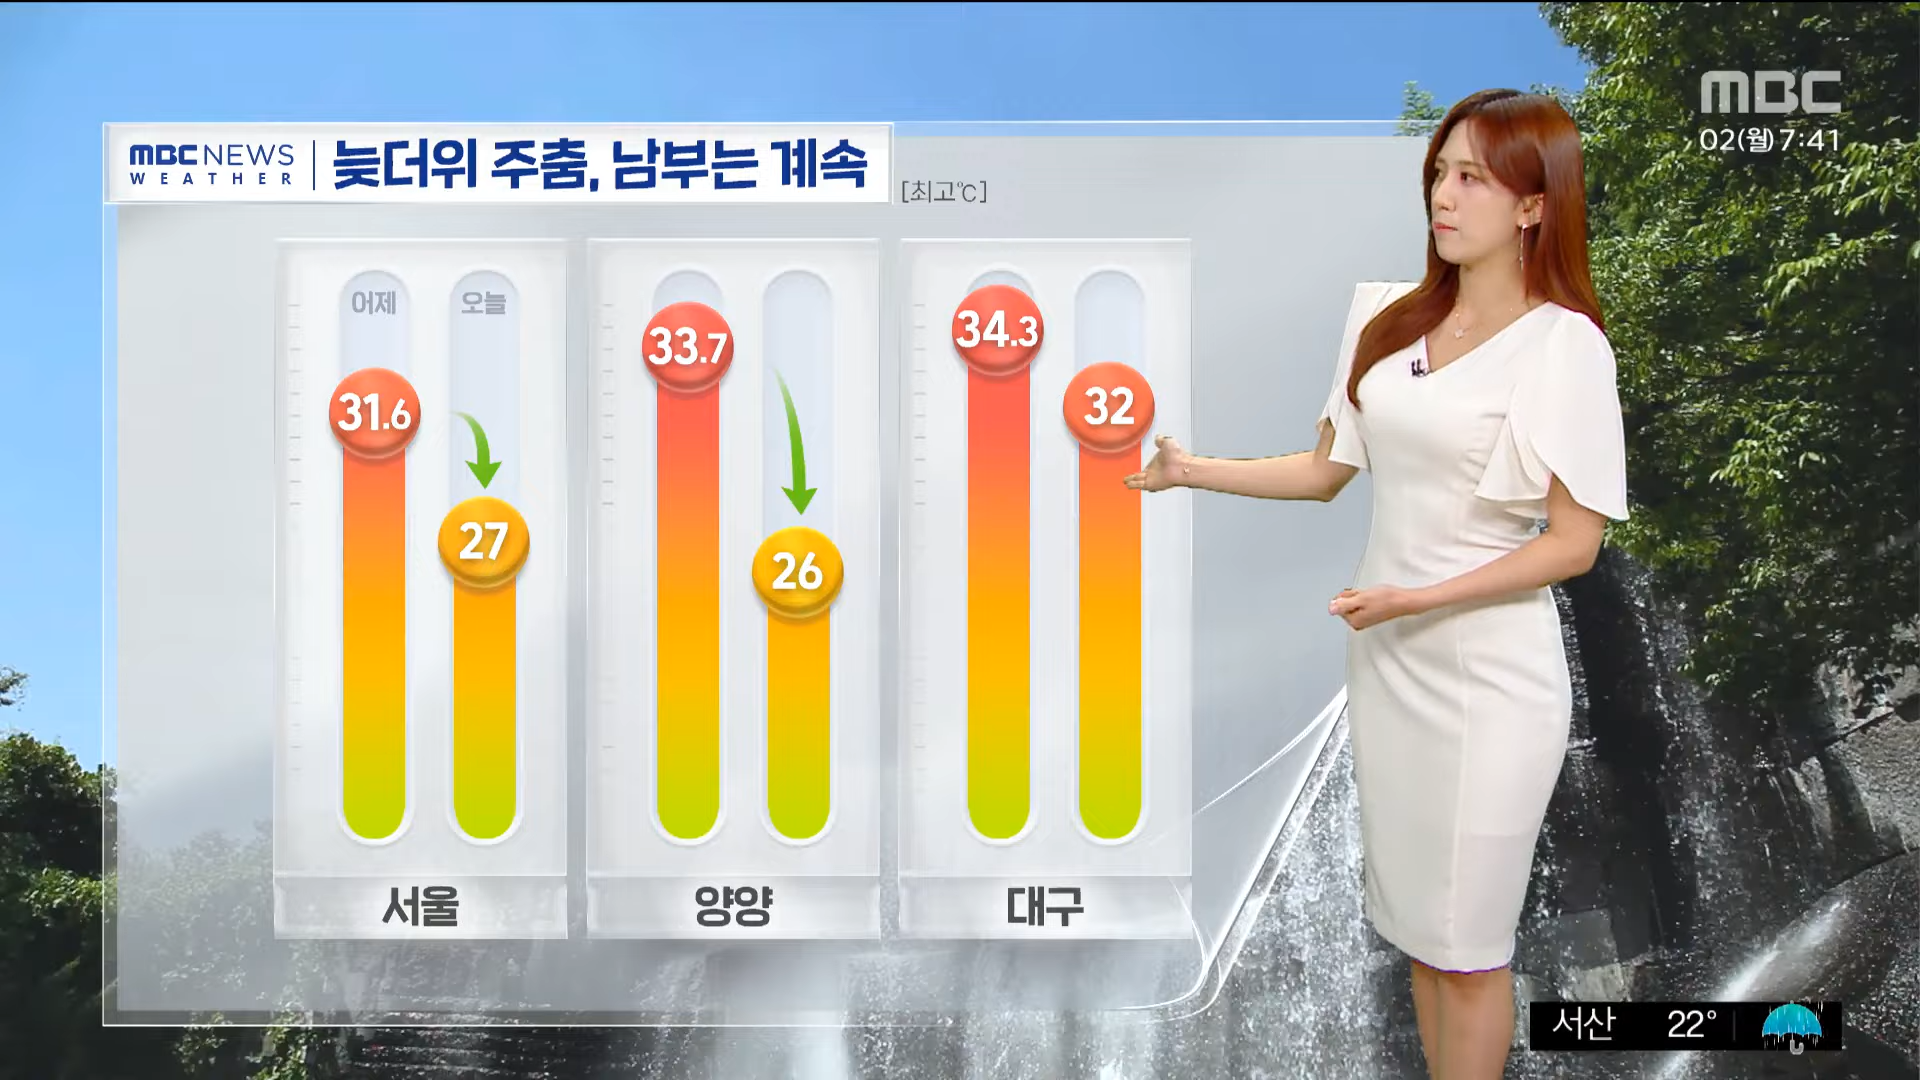 MBC
02(월) 7:41
MBC NEWS
WEATHER
늦더위 주춤, 남부는 계속
[최고℃]
어제
오늘
31.6
27
33.7
26
34.3
32
서울
양양
대구
서산 22°